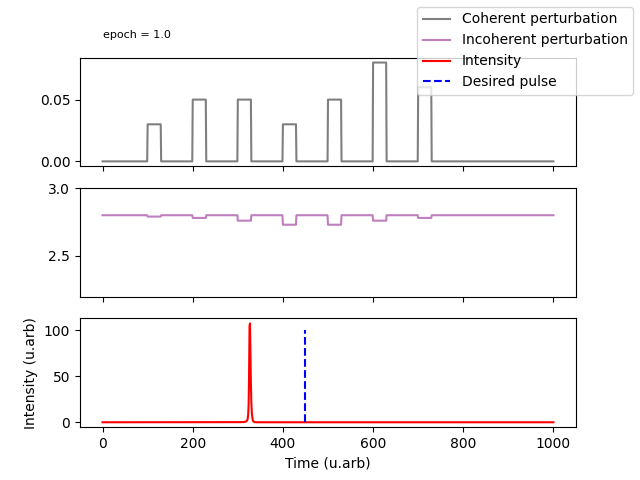 epoch = 1.0
Coherent perturbation
Incoherent perturbation
Intensity
Desired pulse
0.05
0.00
3.0
2.5
Intensity (u.arb)
100
50
0
0 200 400 600 800 1000
Time (u.arb)